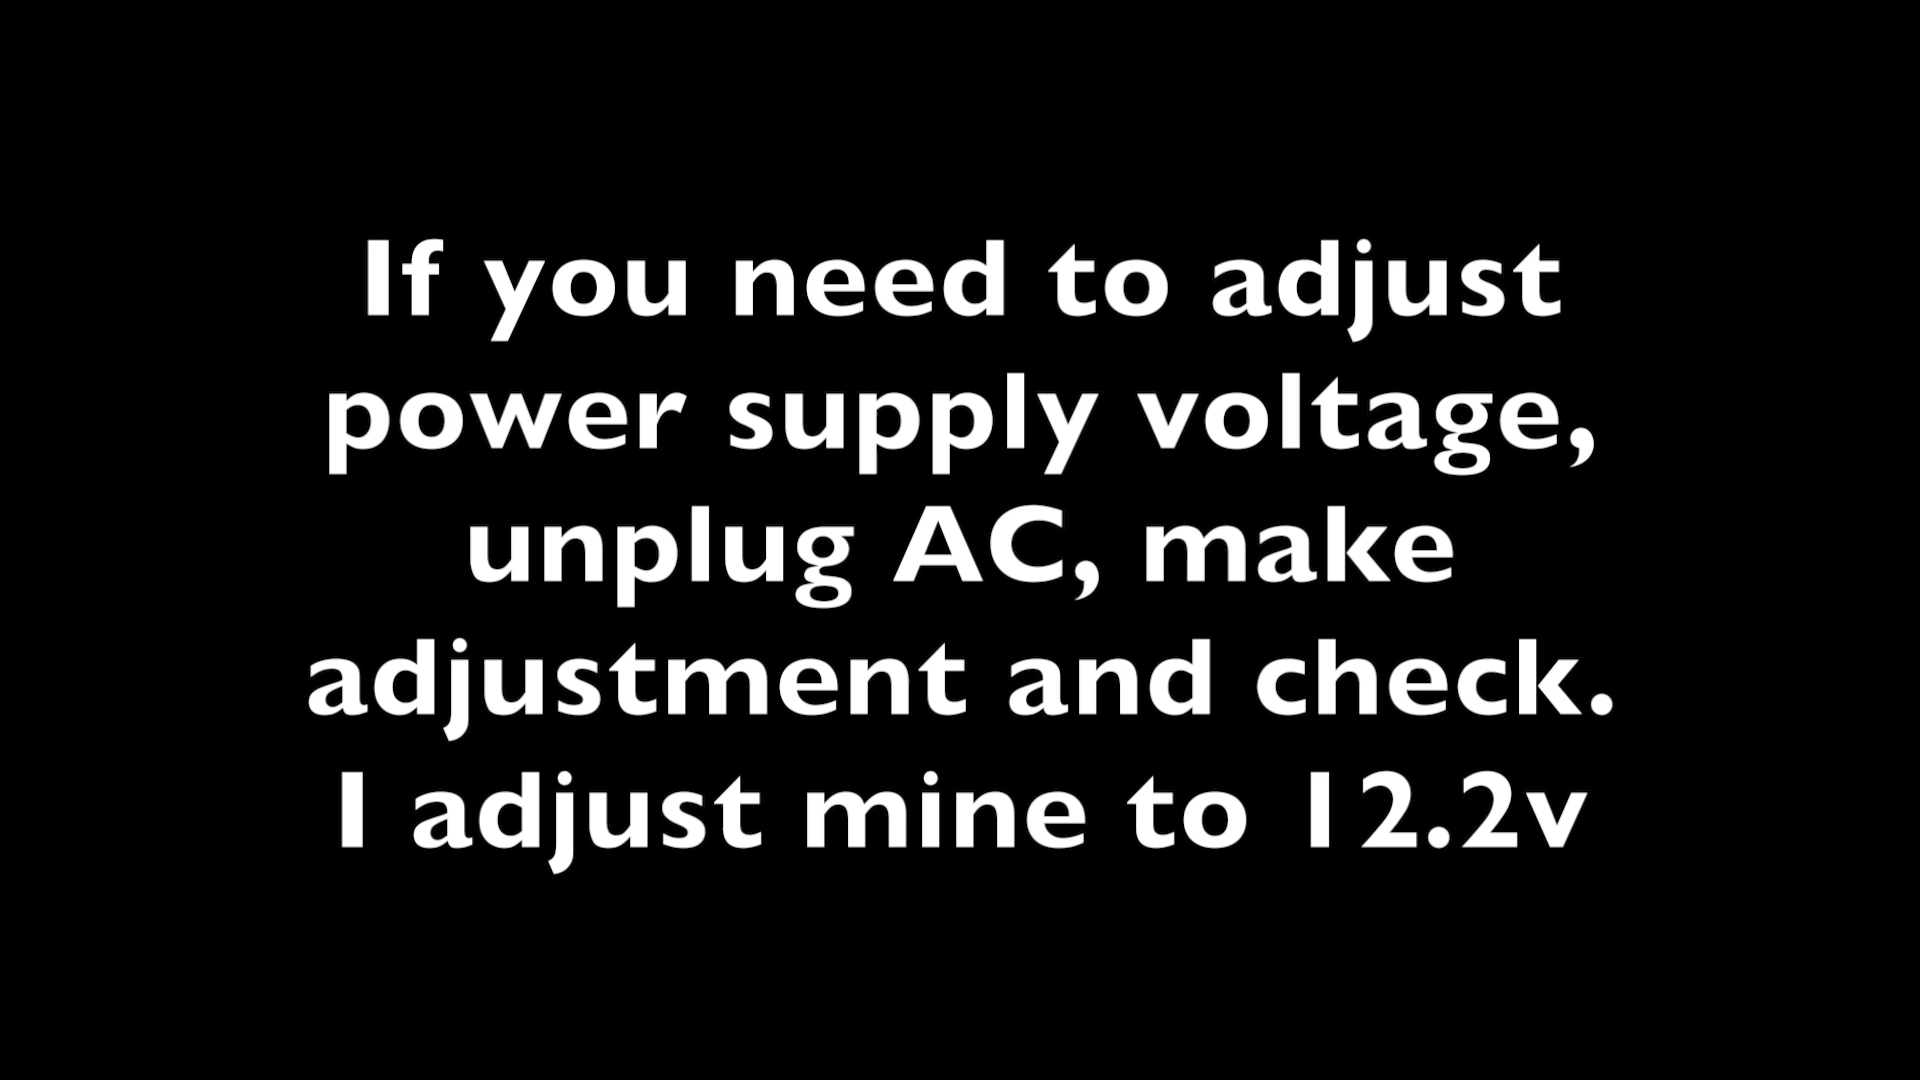 If you need to adjust
power supply voltage,
unplug AC, make
adjustment and check.
I adjust mine to 12.2v